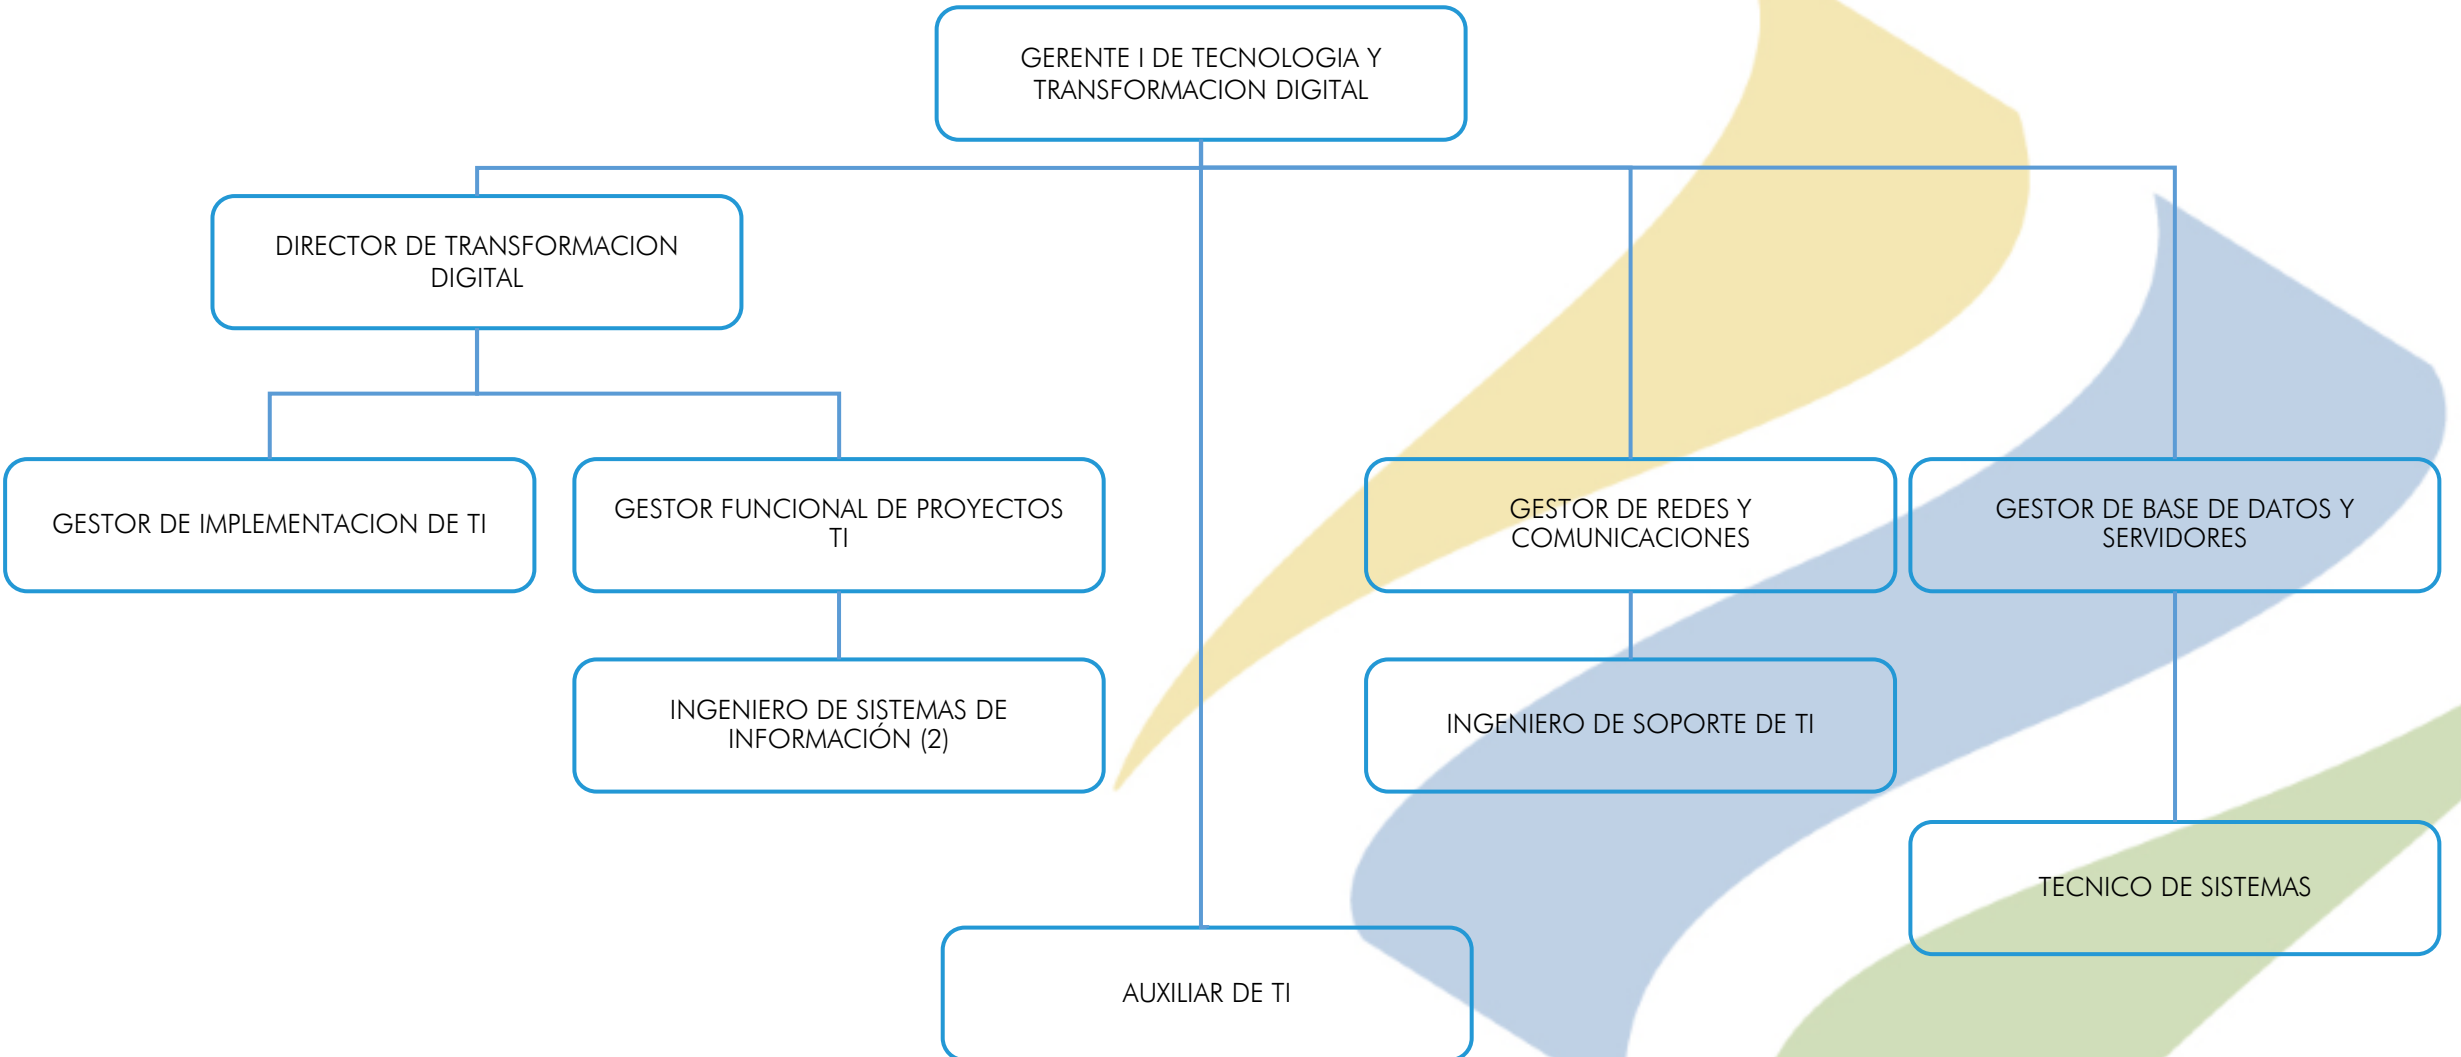 GERENTE I DE TECNOLOGIA Y
TRANSFORMACION DIGITAL
DIRECTOR DE TRANSFORMACION
DIGITAL
GESTOR DE IMPLEMENTACION DE TI
GESTOR FUNCIONAL DE PROYECTOS
TI
GESTOR DE REDES Y
COMUNICACIONES
GESTOR DE BASE DE DATOS Y
SERVIDORES
INGENIERO DE SISTEMAS DE
INFORMACIÓN (2)
INGENIERO DE SOPORTE DE TI
TECNICO DE SISTEMAS
AUXILIAR DE TI